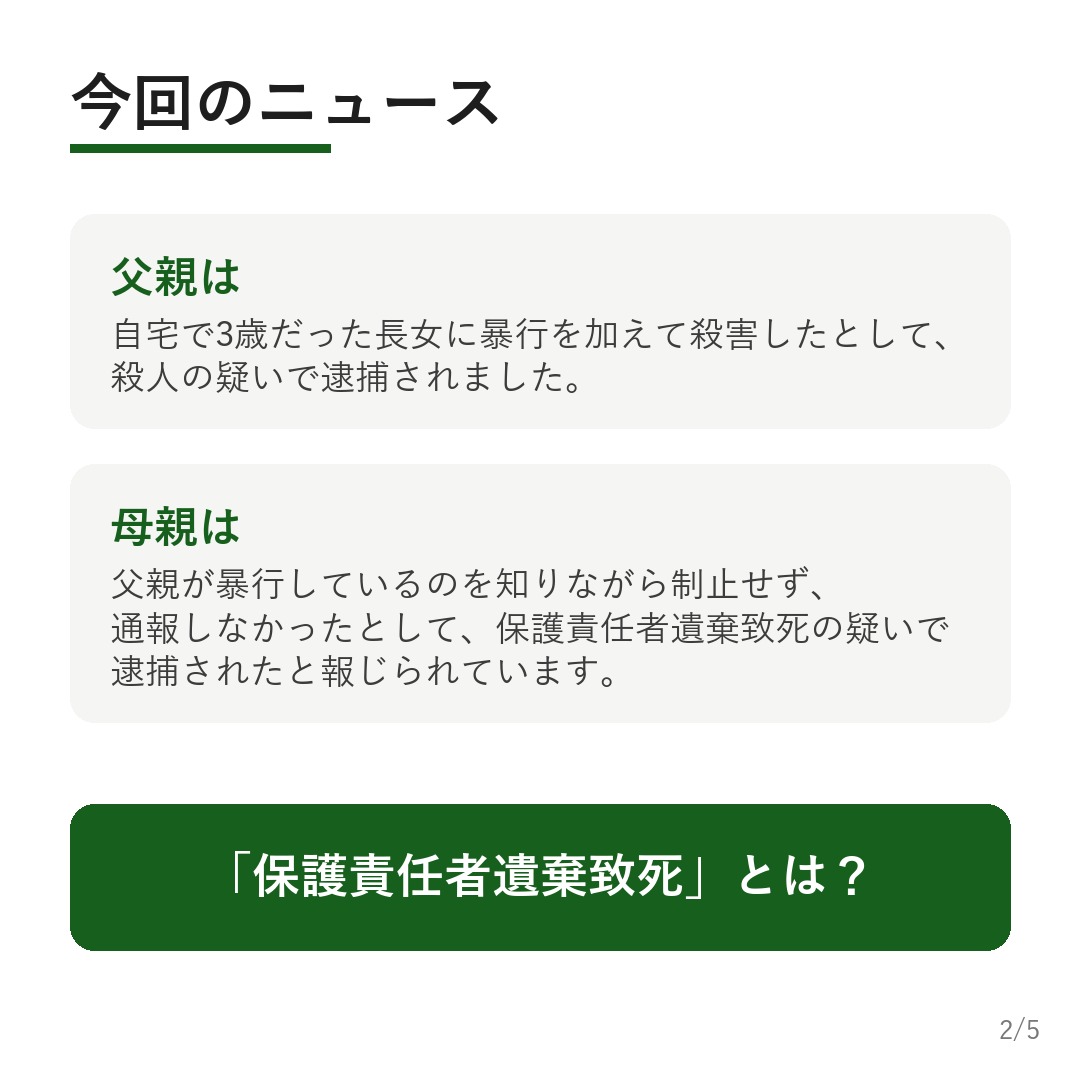 今回のニュース
父親は
自宅で3歳だった長女に暴行を加えて殺害したとして、
殺人の疑いで逮捕されました。
母親は
父親が暴行しているのを知りながら制止せず、
通報しなかったとして、保護責任者遺棄致死の疑いで
逮捕されたと報じられています。
「保護責任者遺棄致死」とは？
2/5